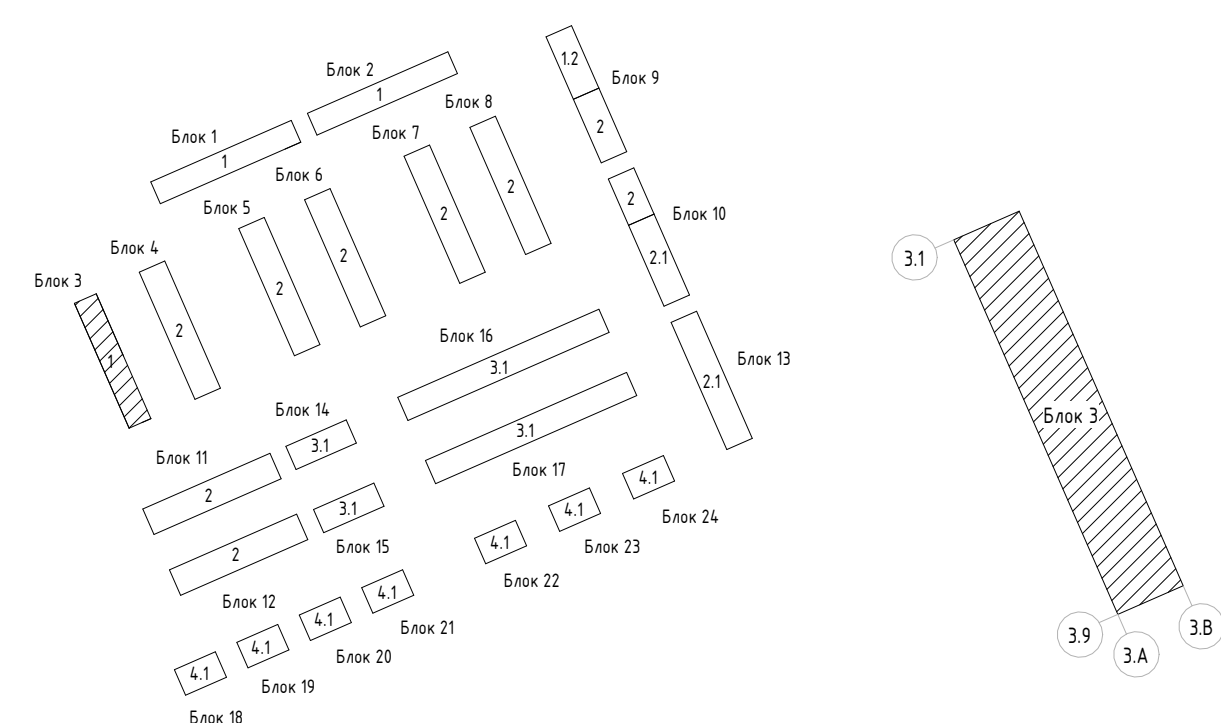 Блок 2
1
Блок 1
1
1.2
Блок 9
2
Блок 8
2
Блок 7
2
Блок 6
2
Блок 5
2
2
Блок 10
2.1
Блок 4
2
Блок 3
1
Блок 16
3.1
2.1
Блок 13
Блок 14
3.1
3.1
Блок 17
Блок 11
2
3.1
Блок 15
2
Блок 12
4.1
Блок 24
4.1
Блок 23
4.1
Блок 22
4.1
Блок 21
4.1
Блок 20
4.1
Блок 19
4.1
Блок 18
3.1
Блок 3
3.9
3.А
3.В